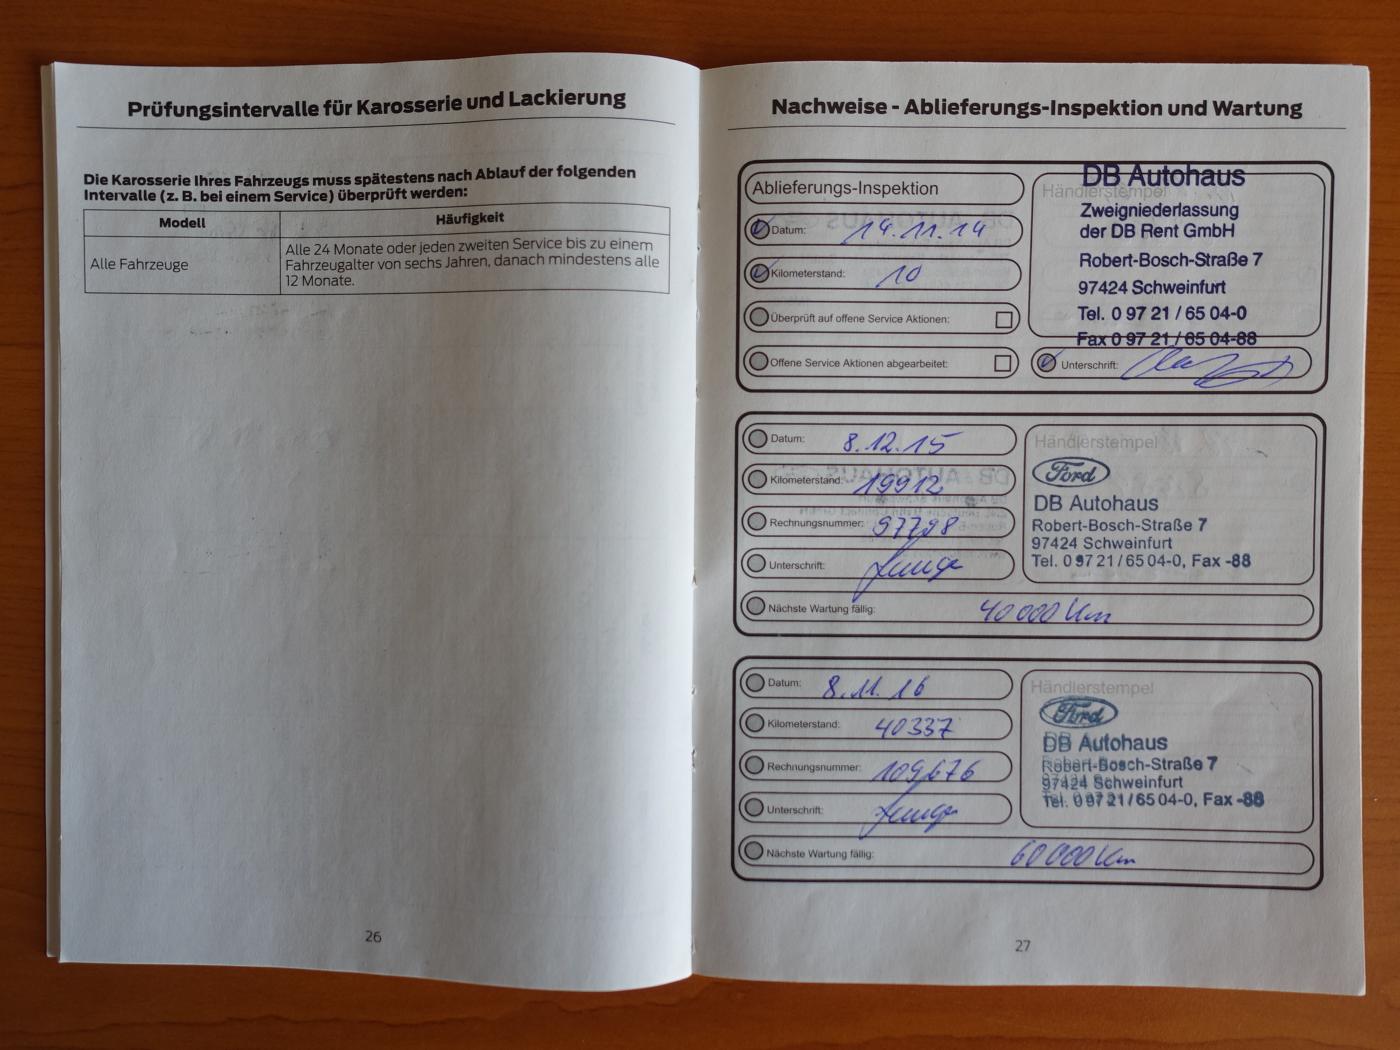 Prüfungsintervalle für Karosserie und Lackierung
Die Karosserie Ihres Fahrzeugs muss spätestens nach Ablauf der folgenden
Intervalle (z. B. bei einem Service) überprüft werden:
Modell
Häufigkeit
Alle Fahrzeuge
Alle 24 Monate oder jeden zweiten Service bis zu einem
Fahrzeugalter von sechs Jahren, danach mindestens alle
12 Monate.
26
Nachweise - Ablieferungs-Inspektion und Wartung
Ablieferungs-Inspektion
Datum: 14.11.14
Kilometerstand: 10
Überprüft auf offene Service Aktionen:
Offene Service Aktionen abgearbeitet:
Händlerstempel
DB Autohaus
Zweigniederlassung
der DB Rent GmbH
Robert-Bosch-Straße 7
97424 Schweinfurt
Tel. 0 97 21 / 65 04-0
Fax 0 97 21 / 65 04-88
Unterschrift:
Datum: 8.12.15
Kilometerstand: 19912
Rechnungsnummer: 97798
Unterschrift:
Nächste Wartung fällig: 40000 km
Händlerstempel
Ford
DB Autohaus
Robert-Bosch-Straße 7
97424 Schweinfurt
Tel. 0 97 21 / 65 04-0, Fax -88
Datum: 8.11.16
Kilometerstand: 40337
Rechnungsnummer: 109676
Unterschrift:
Nächste Wartung fällig: 60000 km
Händlerstempel
Ford
DB Autohaus
Robert-Bosch-Straße 7
97424 Schweinfurt
Tel. 0 97 21 / 65 04-0, Fax -88
27